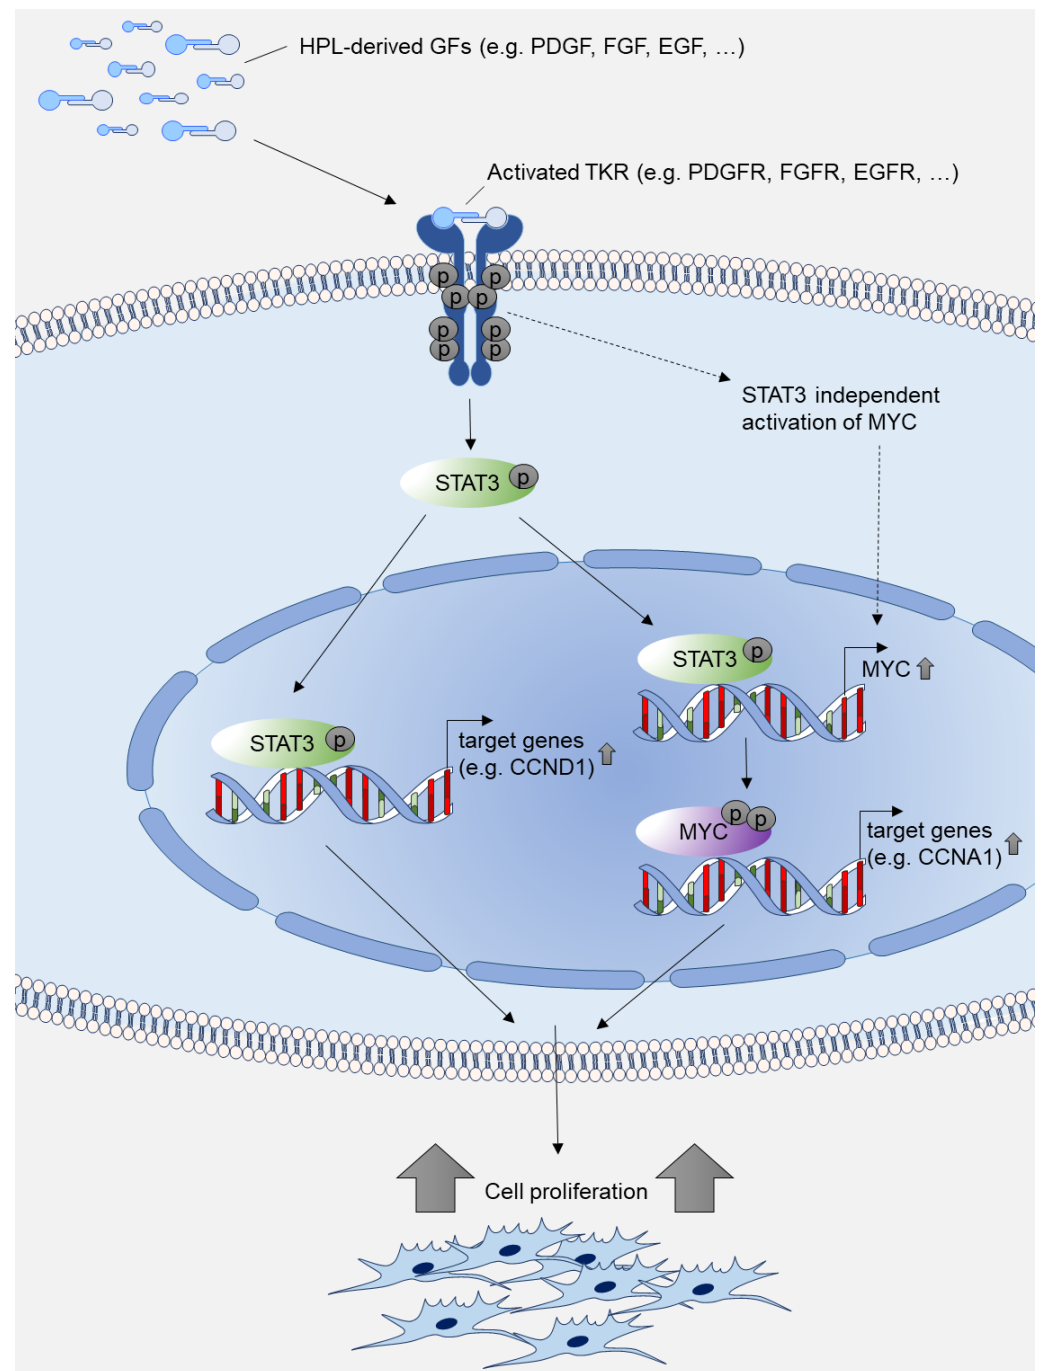 HPL-derived GFs (e.g. PDGF, FGF, EGF, …)
Activated TKR (e.g. PDGFR, FGFR, EGFR, …)
p p
p p
p p
p p
STAT3 independent
activation of MYC
STAT3 p
STAT3 p
MYC
STAT3 p
target genes
(e.g. CCND1)
MYC p p
target genes
(e.g. CCNA1)
Cell proliferation